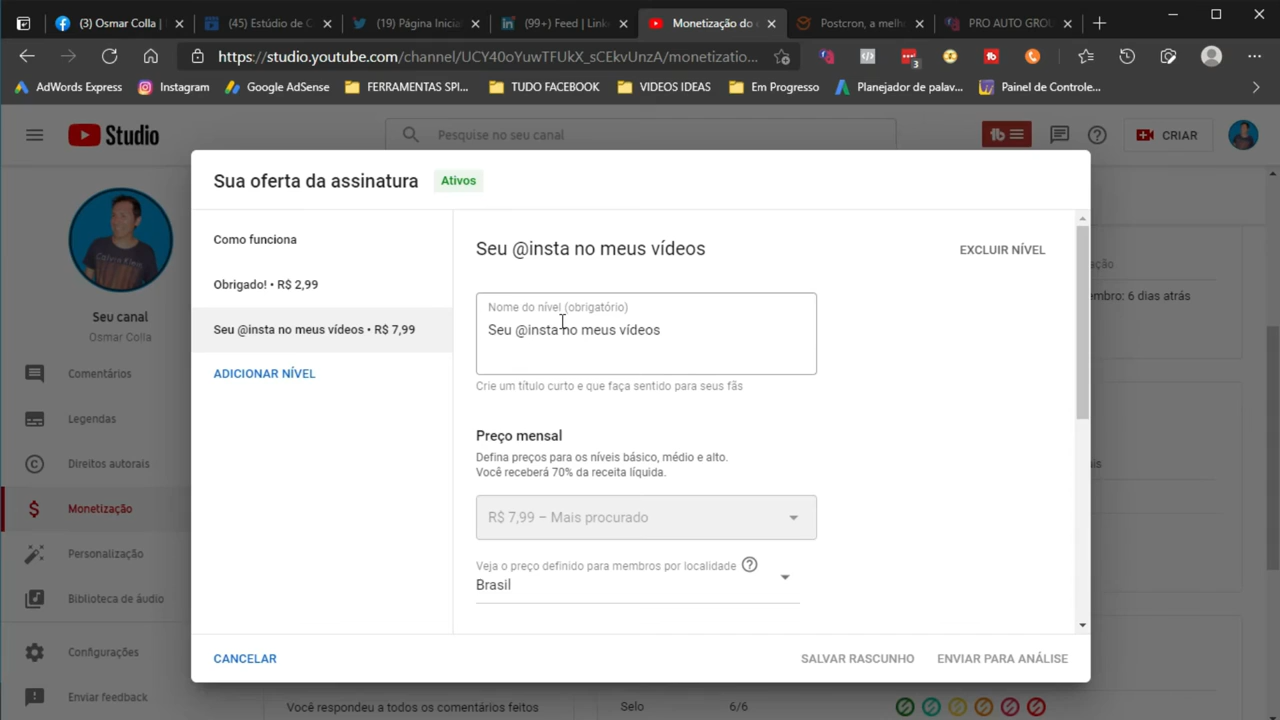 (3) Osmar Colla |
(45) Estúdio de C
(19) Página Inicia
(99+) Feed | Link
Monetização do c
Postcron, a melh
PRO AUTO GROU
https://studio.youtube.com/channel/UCY40oYuwTFUkX_sCEkvUnzA/monetizatio...
3
AdWords Express
Instagram
Google AdSense
FERRAMENTAS SPI...
TUDO FACEBOOK
VIDEOS IDEAS
Em Progresso
Planejador de palav...
Painel de Controle...
Studio
Pesquise no seu canal
tb
CRIAR
Seu canal
Osmar Colla
Comentários
Legendas
Direitos autorais
Monetização
Personalização
Biblioteca de áudio
Configurações
Enviar feedback
Sua oferta da assinatura
Ativos
Como funciona
Obrigado! • R$ 2,99
Seu @insta no meus vídeos • R$ 7,99
ADICIONAR NÍVEL
Seu @insta no meus vídeos
EXCLUIR NÍVEL
Nome do nível (obrigatório)
Seu @insta no meus vídeos
Crie um título curto e que faça sentido para seus fãs
Preço mensal
Defina preços para os níveis básico, médio e alto.
Você receberá 70% da receita líquida.
R$ 7,99 – Mais procurado
Veja o preço definido para membros por localidade
Brasil
CANCELAR
SALVAR RASCUNHO
ENVIAR PARA ANÁLISE
ação
embro: 6 dias atrás
is
Você respondeu a todos os comentários feitos
Selo
6/6